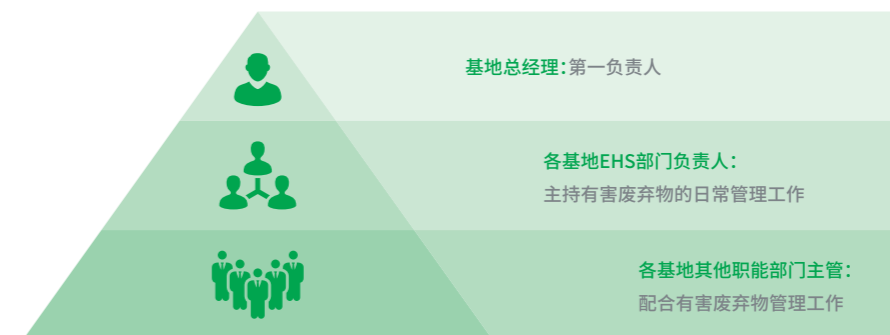 基地总经理：第一负责人
各基地EHS部门负责人：
主持有害废弃物的日常管理工作
各基地其他职能部门主管：
配合有害废弃物管理工作